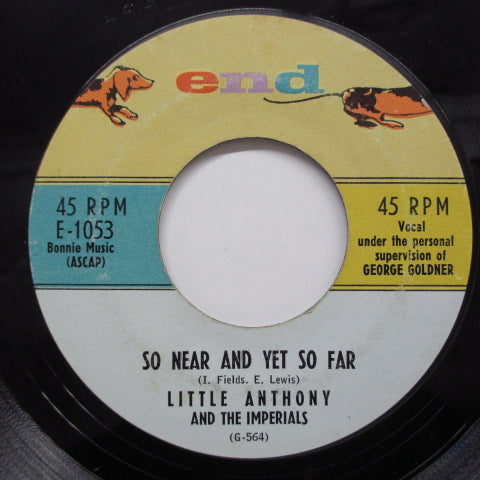 end
45 RPM
E-1053
Bonnie Music
(ASCAP)
45 RPM
Vocal
under the personal
supervision of
GEORGE GOLDNER
SO NEAR AND YET SO FAR
(I. Fields. E. Lewis)
LITTLE ANTHONY
AND THE IMPERIALS
(G-564)